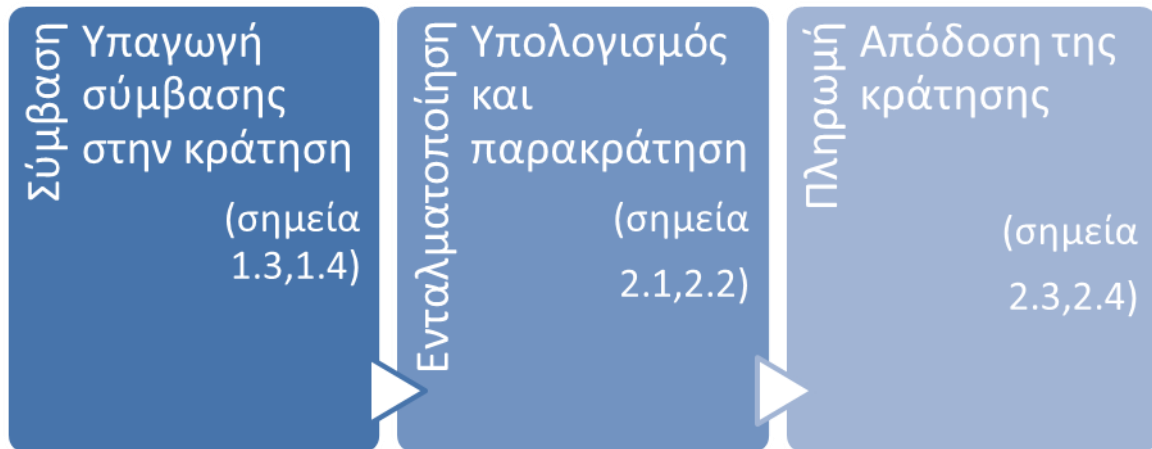 Σύμβαση
Υπαγωγή
σύμβασης
στην κράτηση
(σημεία
1.3,1.4)
Ενταλματοποίηση
Υπολογισμός
και
παρακράτηση
(σημεία
2.1,2.2)
Πληρωμή
Απόδοση της
κράτησης
(σημεία
2.3,2.4)